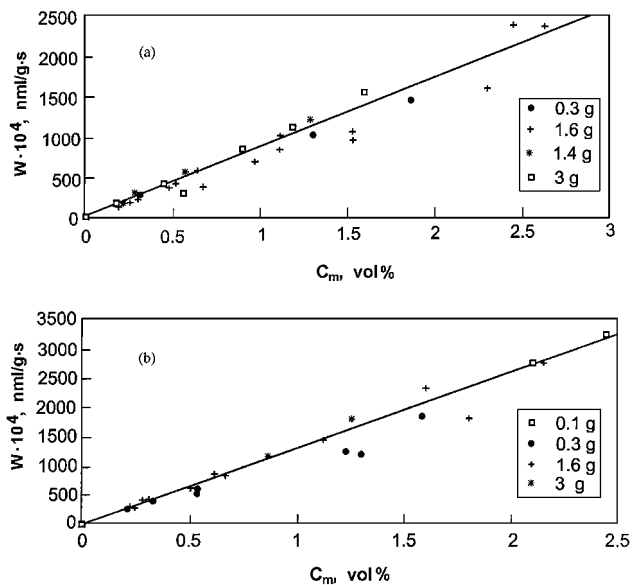 2500
2000
1500
1000
500
0
W·10⁴, nml/g·s
(a)
0.3 g
1.6 g
1.4 g
3 g
0 0.5 1 1.5 2 2.5 3
Cₘ, vol%
3500
3000
2500
2000
1500
1000
500
0
W·10⁴, nml/g·s
(b)
0.1 g
0.3 g
1.6 g
3 g
0 0.5 1 1.5 2 2.5
Cₘ, vol%